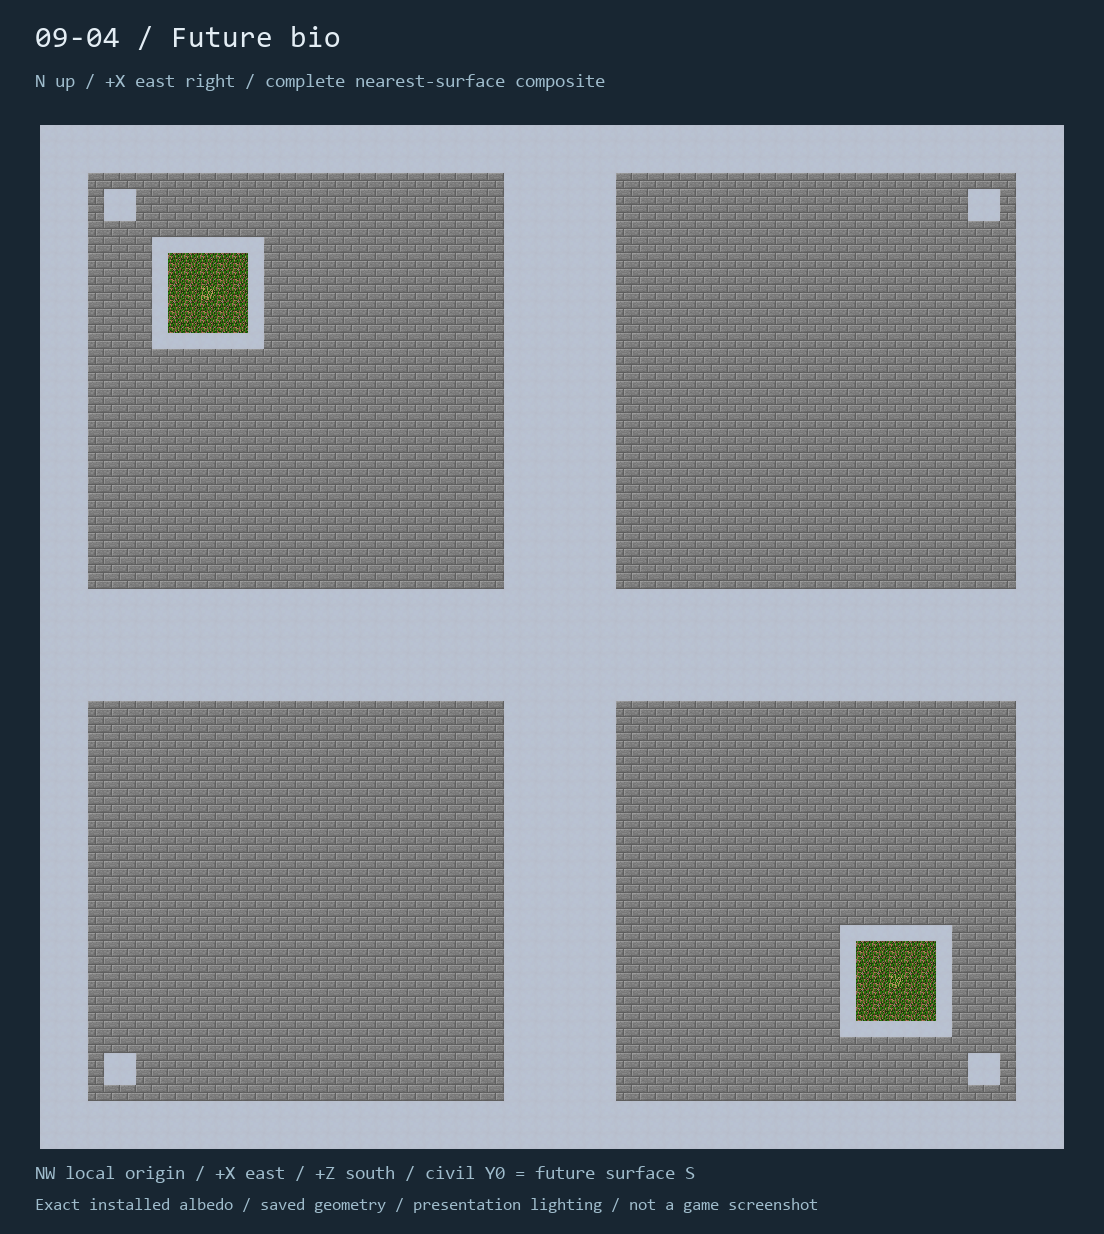 09-04 / Future bio
N up / +X east right / complete nearest-surface composite
NW local origin / +X east / +Z south / civil Y0 = future surface S
Exact installed albedo / saved geometry / presentation lighting / not a game screenshot